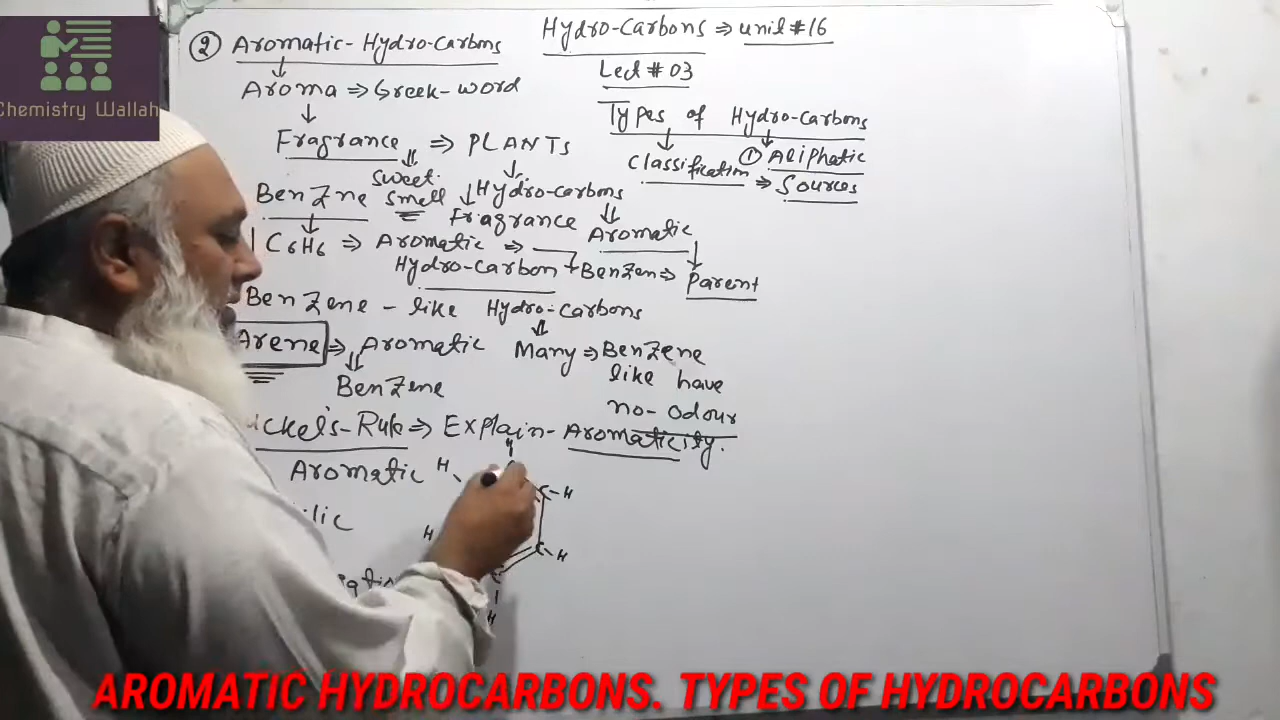 Chemistry Wallah
Hydro-Carbons ⇒ unit #16
Lect # 03
② Aromatic-Hydro-Carbons
Aroma ⇒ Greek-word
Fragrance ⇒ PLANTs
sweet
smell
Hydro-carbons
Fragrance
Aromatic
BenZne
C6H6 ⇒ Aromatic ⇒
Hydro-Carbon
BenZen ⇒ Parent
BenZene-like Hydro-Carbons
Arene ⇒ Aromatic
BenZene
Many ⇒ BenZene
like have
no-odour
ckel's-Rule ⇒ Explain-Aromaticity.
Aromatic
lic
H
H
H
H
H
H
C
C
C
Types of Hydro-Carbons
Classification
① Aliphatic
⇒ Sources
AROMATIC HYDROCARBONS. TYPES OF HYDROCARBONS